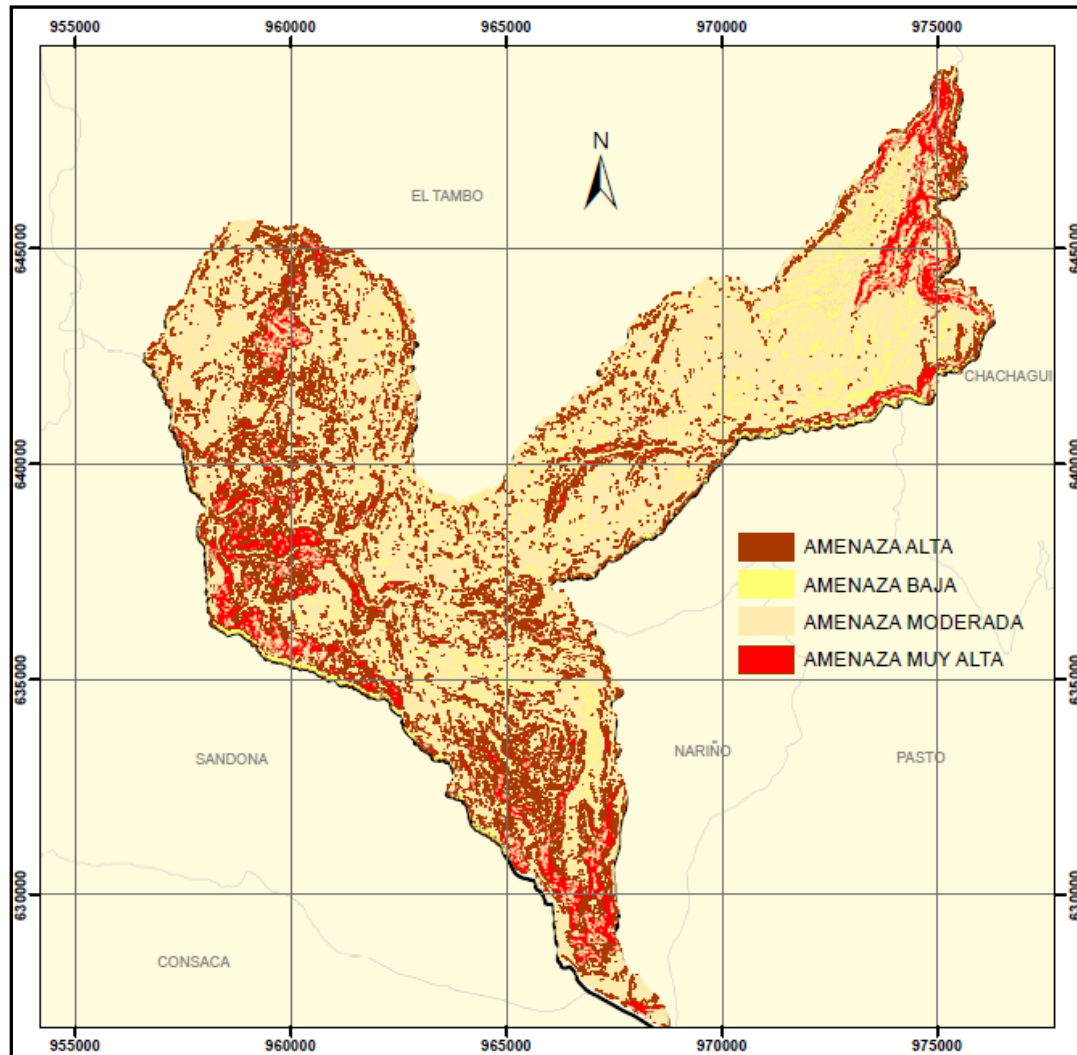 955000 960000 965000 970000 975000
N
EL TAMBO
645000 645000
CHACHAGUI
640000 640000
AMENAZA ALTA
AMENAZA BAJA
AMENAZA MODERADA
AMENAZA MUY ALTA
635000 635000
SANDONA NARIÑO PASTO
630000 630000
CONSACA
955000 960000 965000 970000 975000